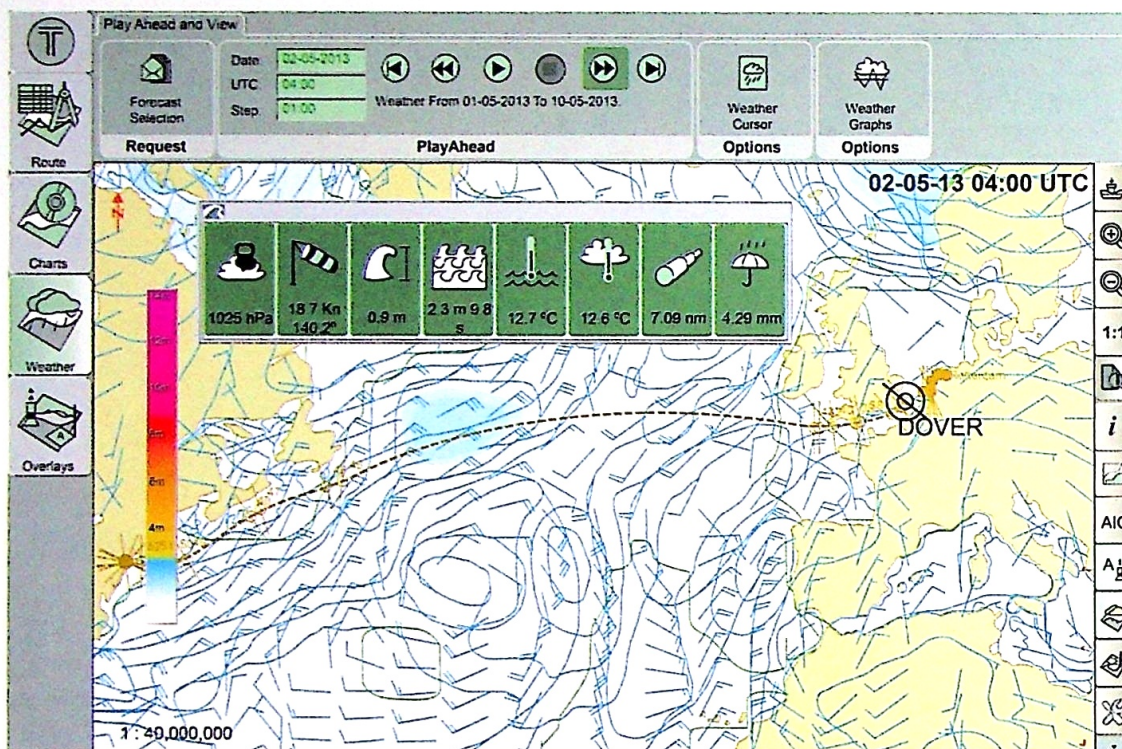 Play Ahead and View
Date: 02-05-2013
UTC: 04:00
Step: 01:00
Weather From 01-05-2013 To 10-05-2013.
Forecast
Selection
Request
PlayAhead
Weather
Cursor
Options
Weather
Graphs
Options
Route
Charts
Weather
Overlays
02-05-13 04:00 UTC
N
1025 hPa
18.7 Kn
140.2°
0.9 m
2.3 m 9.8
s
12.7 °C
12.6 °C
7.09 nm
4.29 mm
1:1
i
DOVER
6m
4m
A
1 : 40,000,000